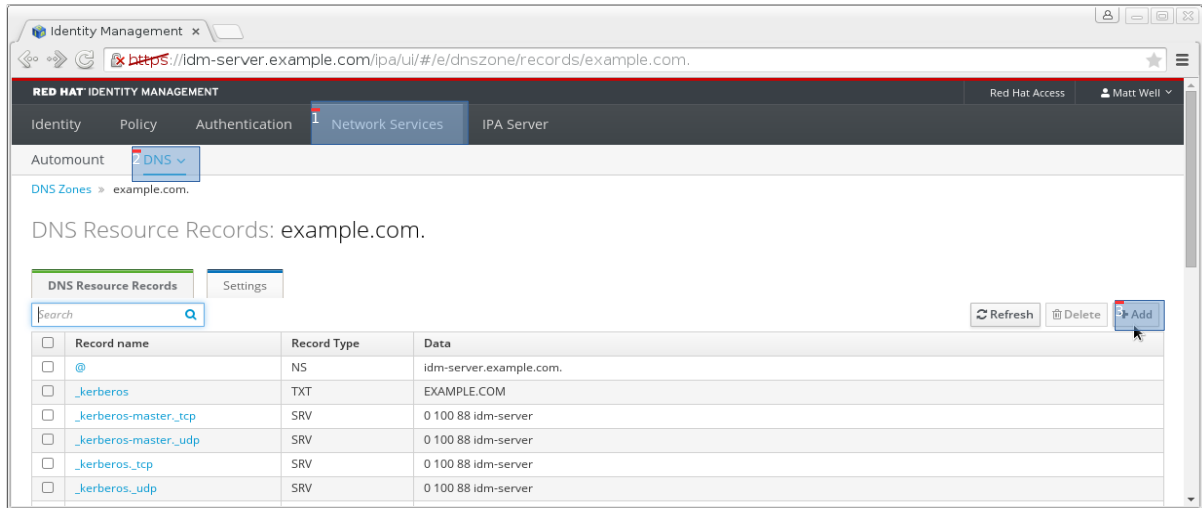 Identity Management ×
https://idm-server.example.com/ipa/ui/#/e/dnszone/records/example.com.
RED HAT IDENTITY MANAGEMENT Red Hat Access Matt Well
Identity Policy Authentication 1 Network Services IPA Server
Automount 2 DNS
DNS Zones » example.com.
DNS Resource Records: example.com.
DNS Resource Records Settings
Search Refresh Delete 3 + Add
Record name Record Type Data
@ NS idm-server.example.com.
_kerberos TXT EXAMPLE.COM
_kerberos-master._tcp SRV 0 100 88 idm-server
_kerberos-master._udp SRV 0 100 88 idm-server
_kerberos._tcp SRV 0 100 88 idm-server
_kerberos._udp SRV 0 100 88 idm-server